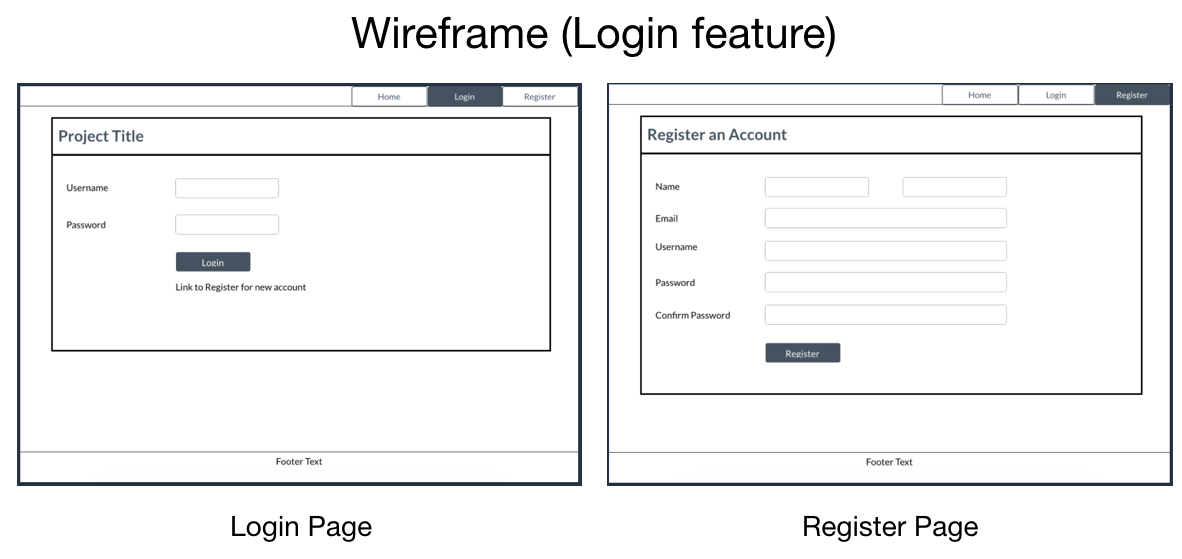 Wireframe (Login feature)
Home Login Register
Project Title
Username
Password
Login
Link to Register for new account
Footer Text
Login Page
Home Login Register
Register an Account
Name
Email
Username
Password
Confirm Password
Register
Footer Text
Register Page